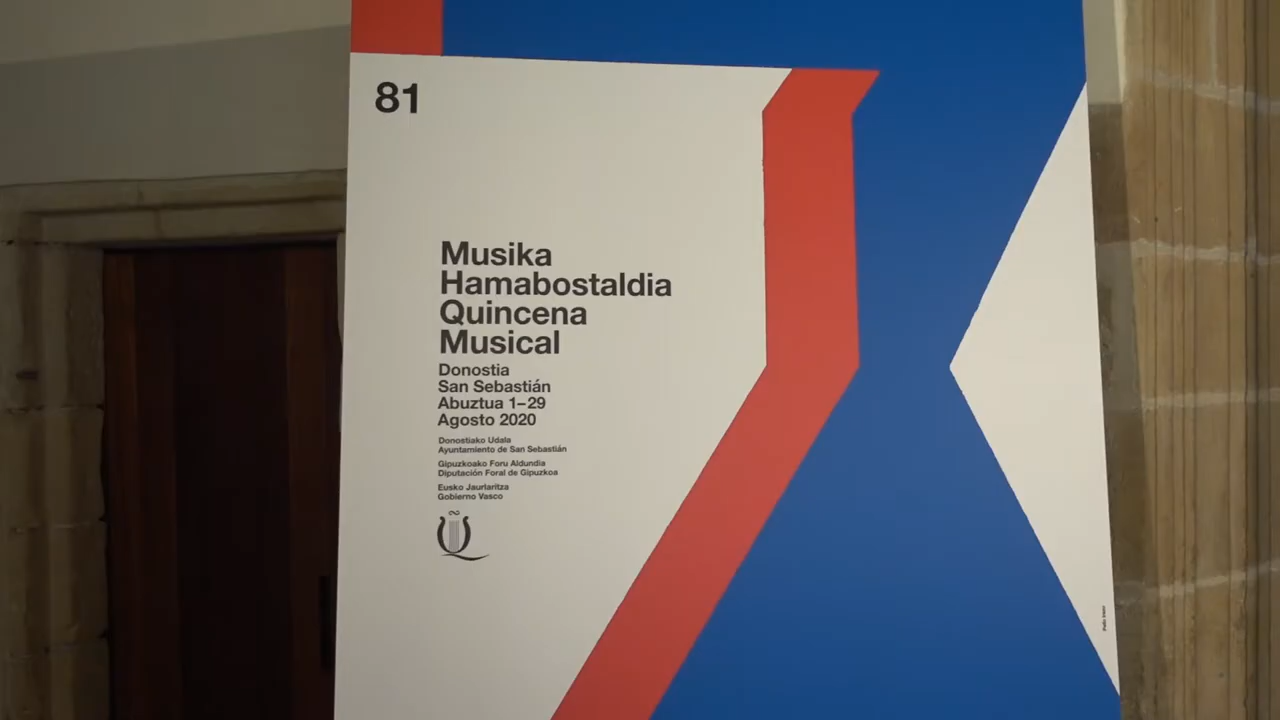 81
Musika
Hamabostaldia
Quincena
Musical
Donostia
San Sebastián
Abuztua 1–29
Agosto 2020
Donostiako Udala
Ayuntamiento de San Sebastián
Gipuzkoako Foru Aldundia
Diputación Foral de Gipuzkoa
Eusko Jaurlaritza
Gobierno Vasco